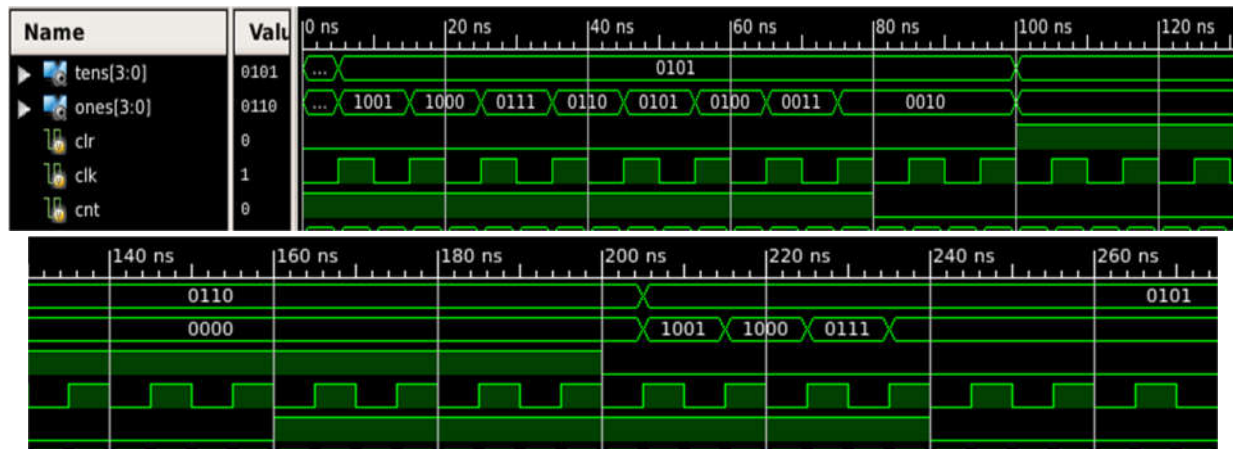 Name Valu 0 ns 20 ns 40 ns 60 ns 80 ns 100 ns 120 ns
tens[3:0] 0101 ... 0101
ones[3:0] 0110 ... 1001 1000 0111 0110 0101 0100 0011 0010
clr 0
clk 1
cnt 0
140 ns 160 ns 180 ns 200 ns 220 ns 240 ns 260 ns
0110 0101
0000 1001 1000 0111